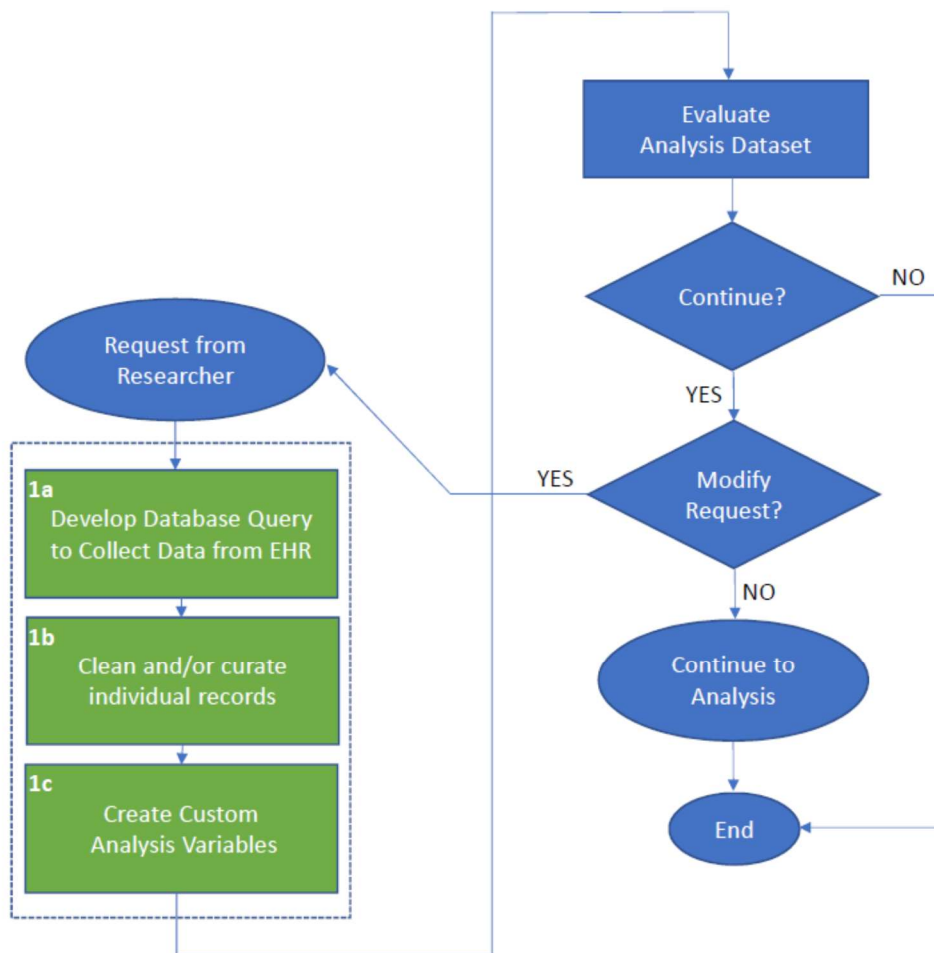 Request from
Researcher
1a
Develop Database Query
to Collect Data from EHR
1b
Clean and/or curate
individual records
1c
Create Custom
Analysis Variables
Evaluate
Analysis Dataset
Continue?
NO
YES
Modify
Request?
YES
NO
Continue to
Analysis
End